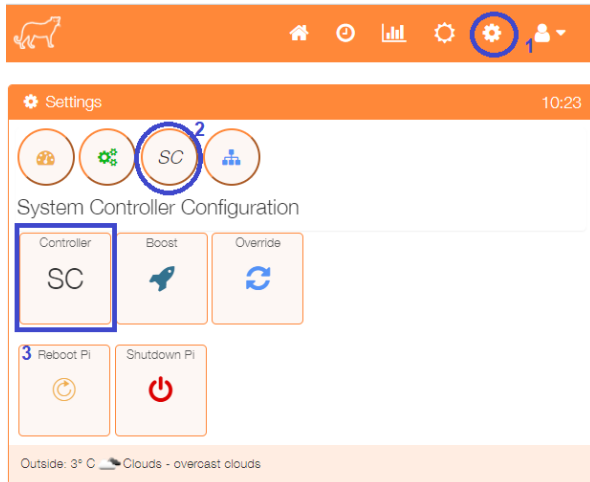 1
Settings 10:23
2
SC
System Controller Configuration
Controller Boost Override
SC
3 Reboot Pi Shutdown Pi
Outside: 3° C Clouds - overcast clouds